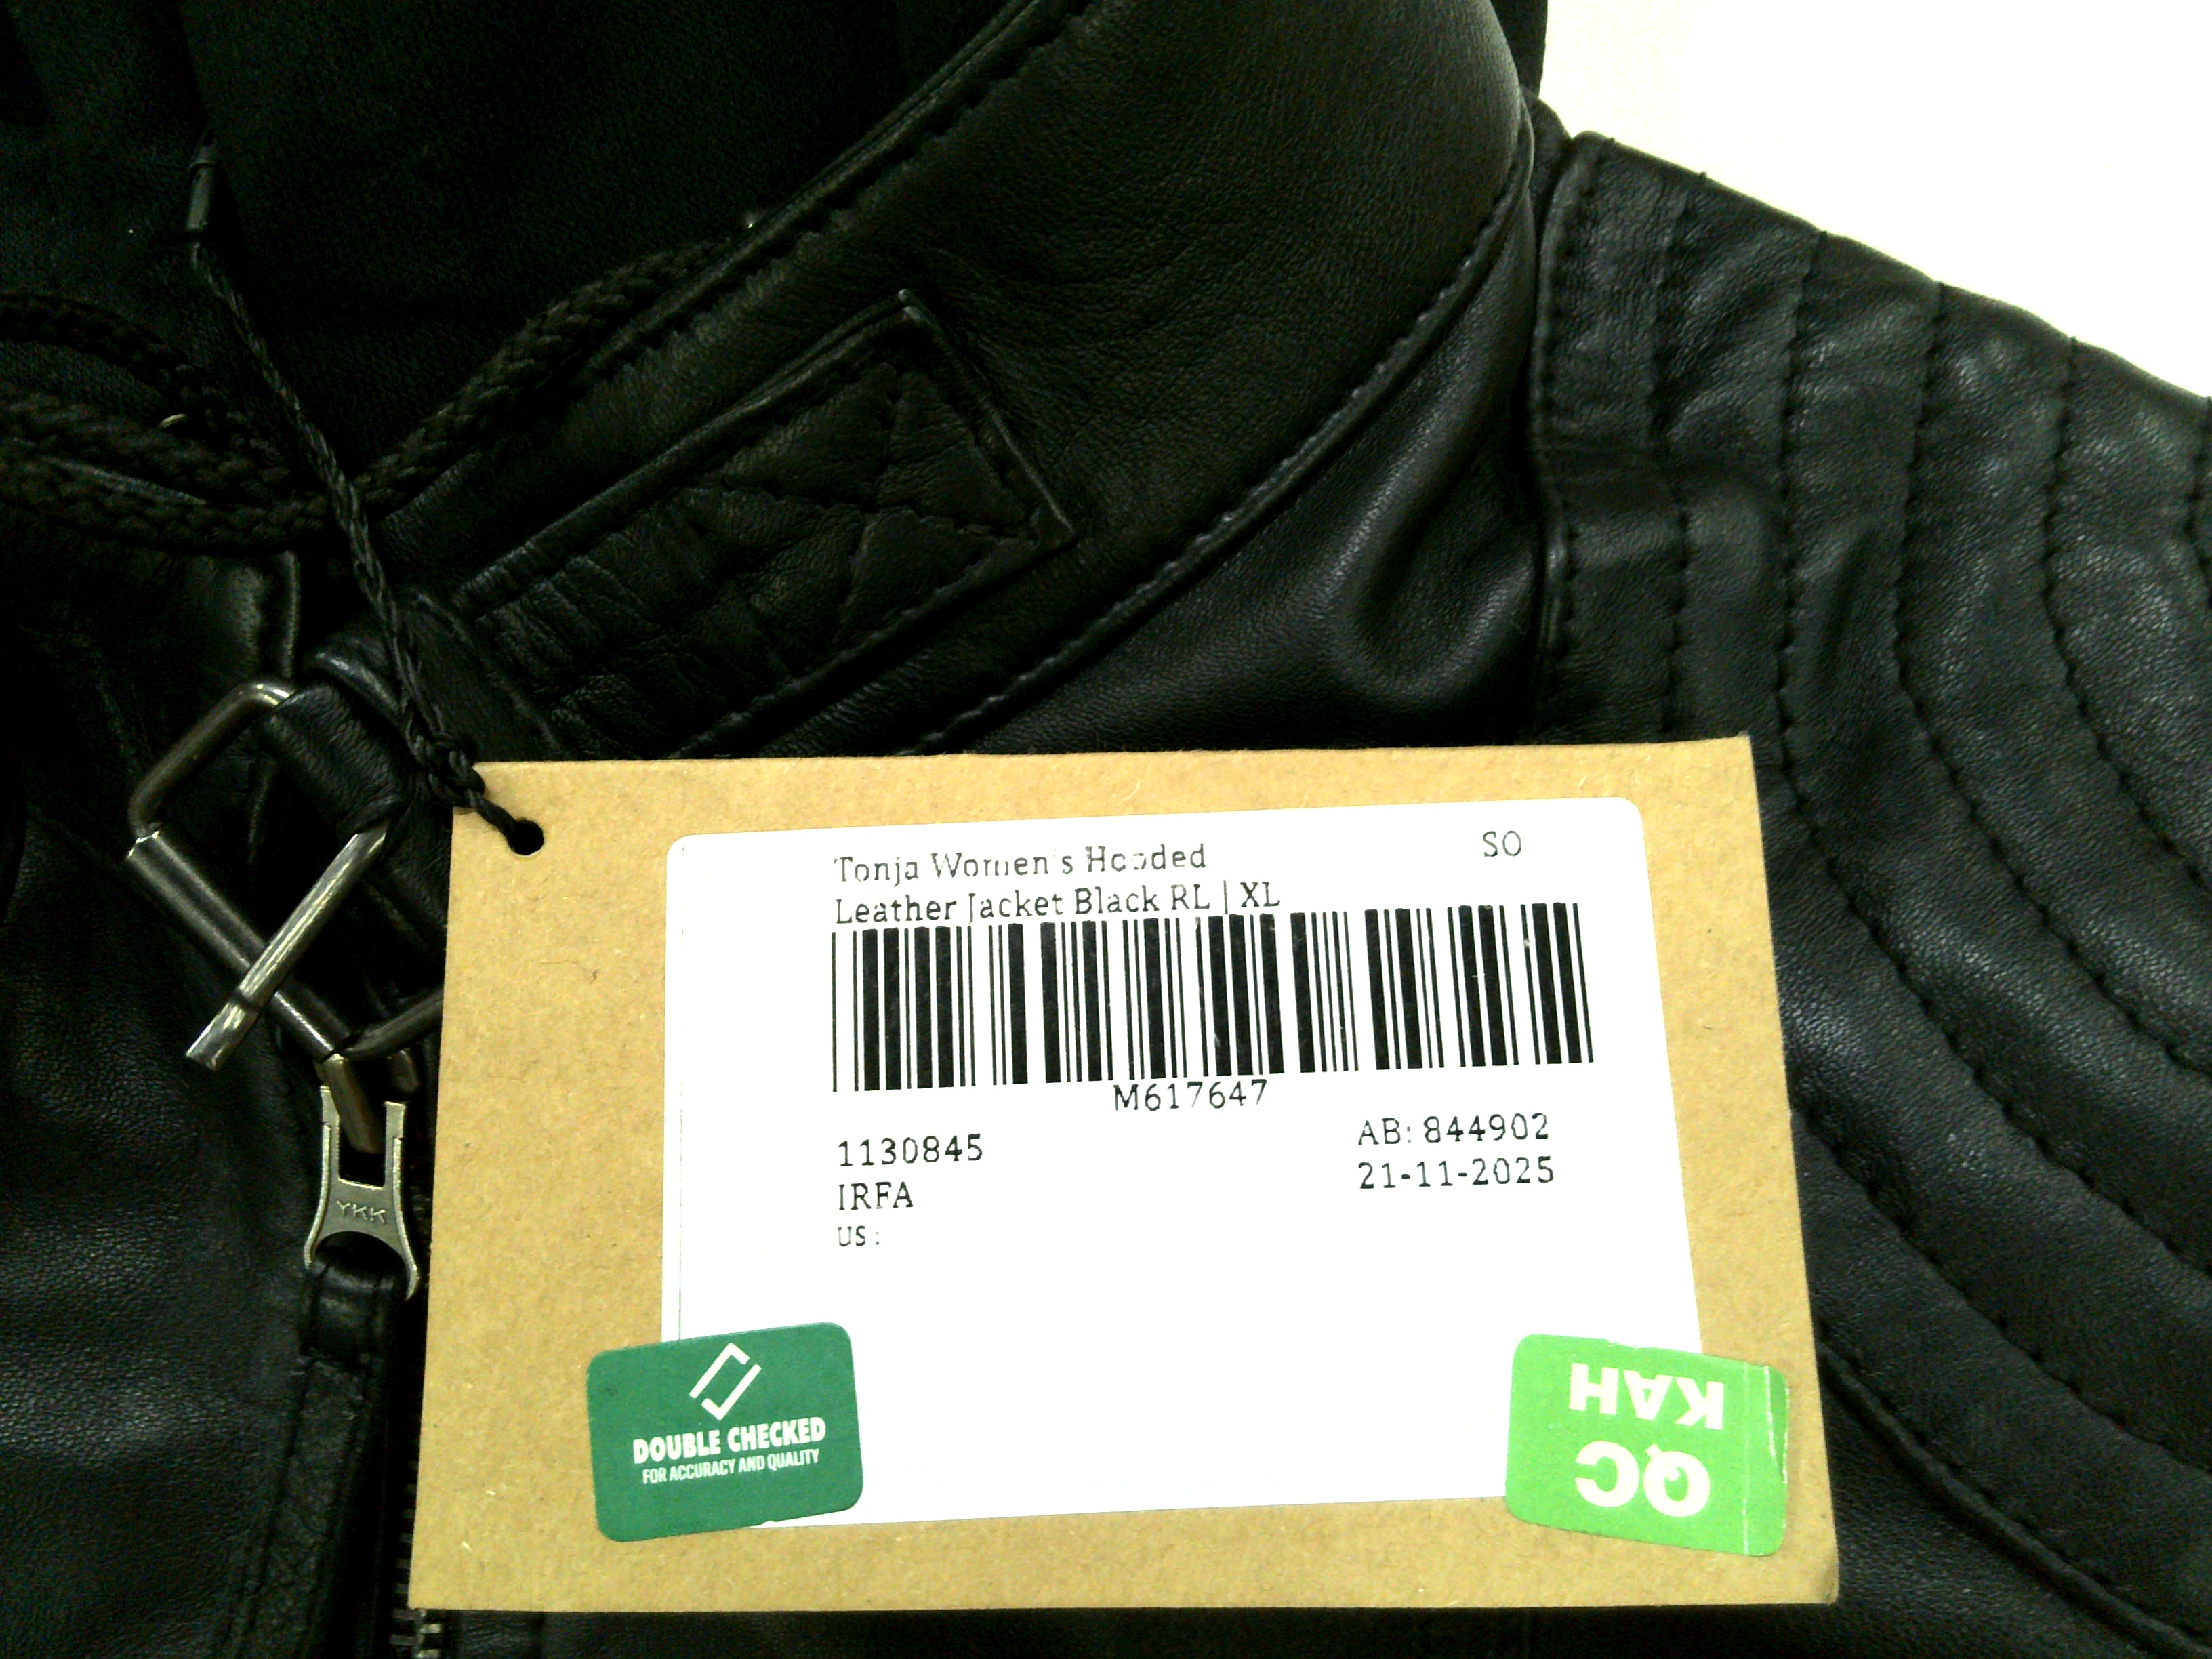 Tonja Women's Hooded
Leather Jacket Black RL | XL
SO
M617647
1130845
AB: 844902
IRFA
21-11-2025
US :
DOUBLE CHECKED
FOR ACCURACY AND QUALITY
QC
KAH
YKK